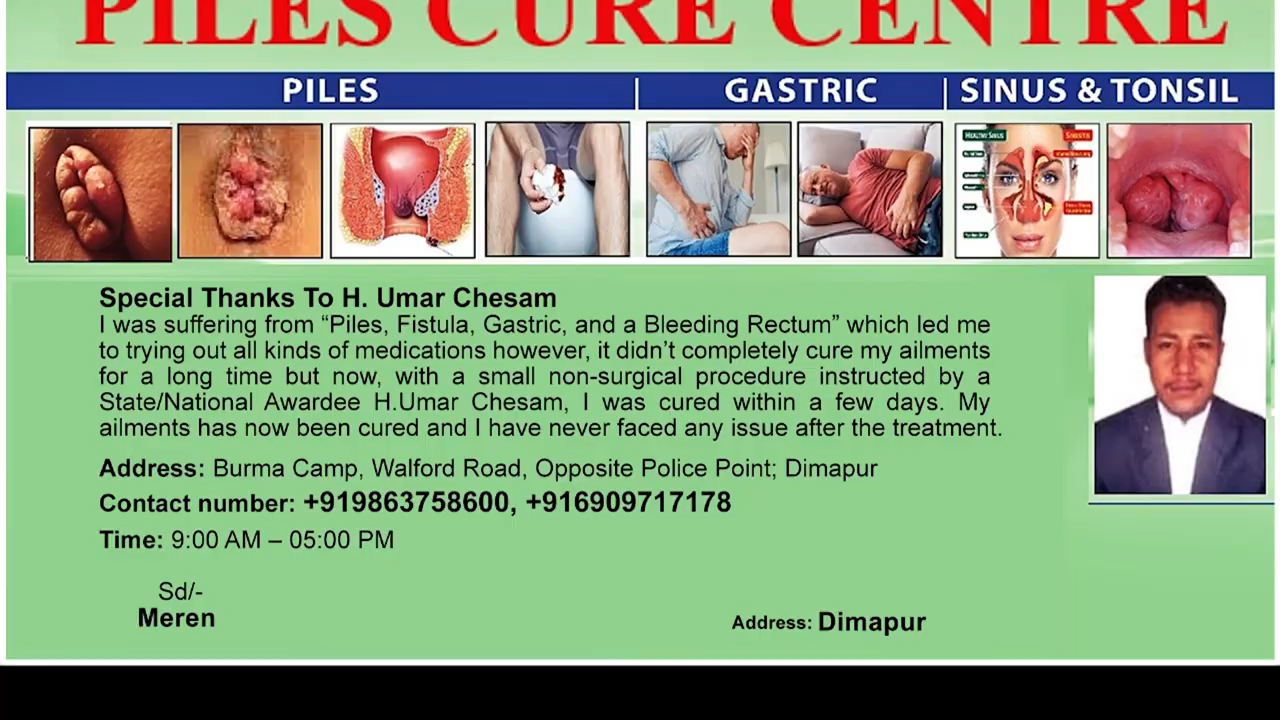 PILES CURE CENTRE
PILES | GASTRIC | SINUS & TONSIL
HEALTHY SINUS SINUSITIS
Special Thanks To H. Umar Chesam
I was suffering from “Piles, Fistula, Gastric, and a Bleeding Rectum” which led me
to trying out all kinds of medications however, it didn’t completely cure my ailments
for a long time but now, with a small non-surgical procedure instructed by a
State/National Awardee H.Umar Chesam, I was cured within a few days. My
ailments has now been cured and I have never faced any issue after the treatment.
Address: Burma Camp, Walford Road, Opposite Police Point; Dimapur
Contact number: +919863758600, +916909717178
Time: 9:00 AM – 05:00 PM
Sd/-
Meren
Address: Dimapur